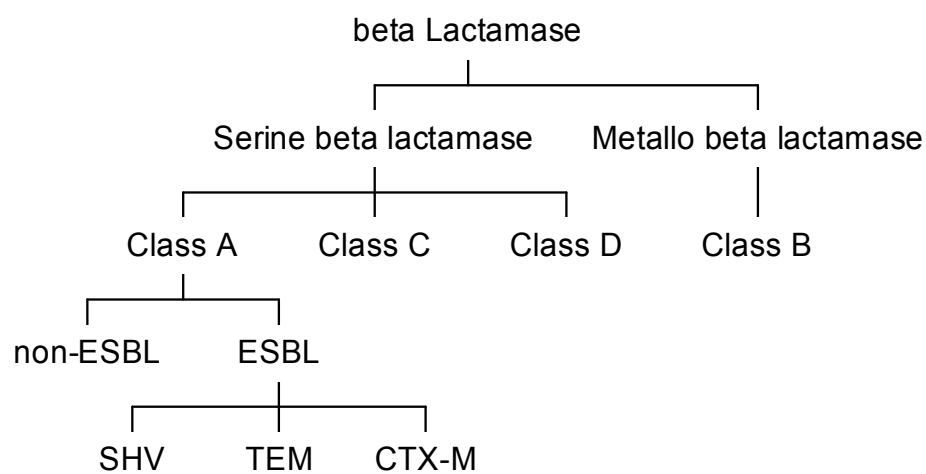 beta Lactamase
Serine beta lactamase Metallo beta lactamase
Class A Class C Class D Class B
non-ESBL ESBL
SHV TEM CTX-M